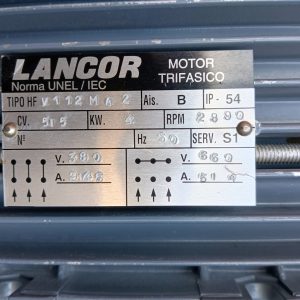 LANCOR MOTOR
Norma UNEL / IEC TRIFASICO
TIPO HF V112M 2 Ais. B IP - 54
CV. 5,5 KW. 4 RPM 2890
Nº Hz 50 SERV. S1
V. 380 V. 660
A. A.